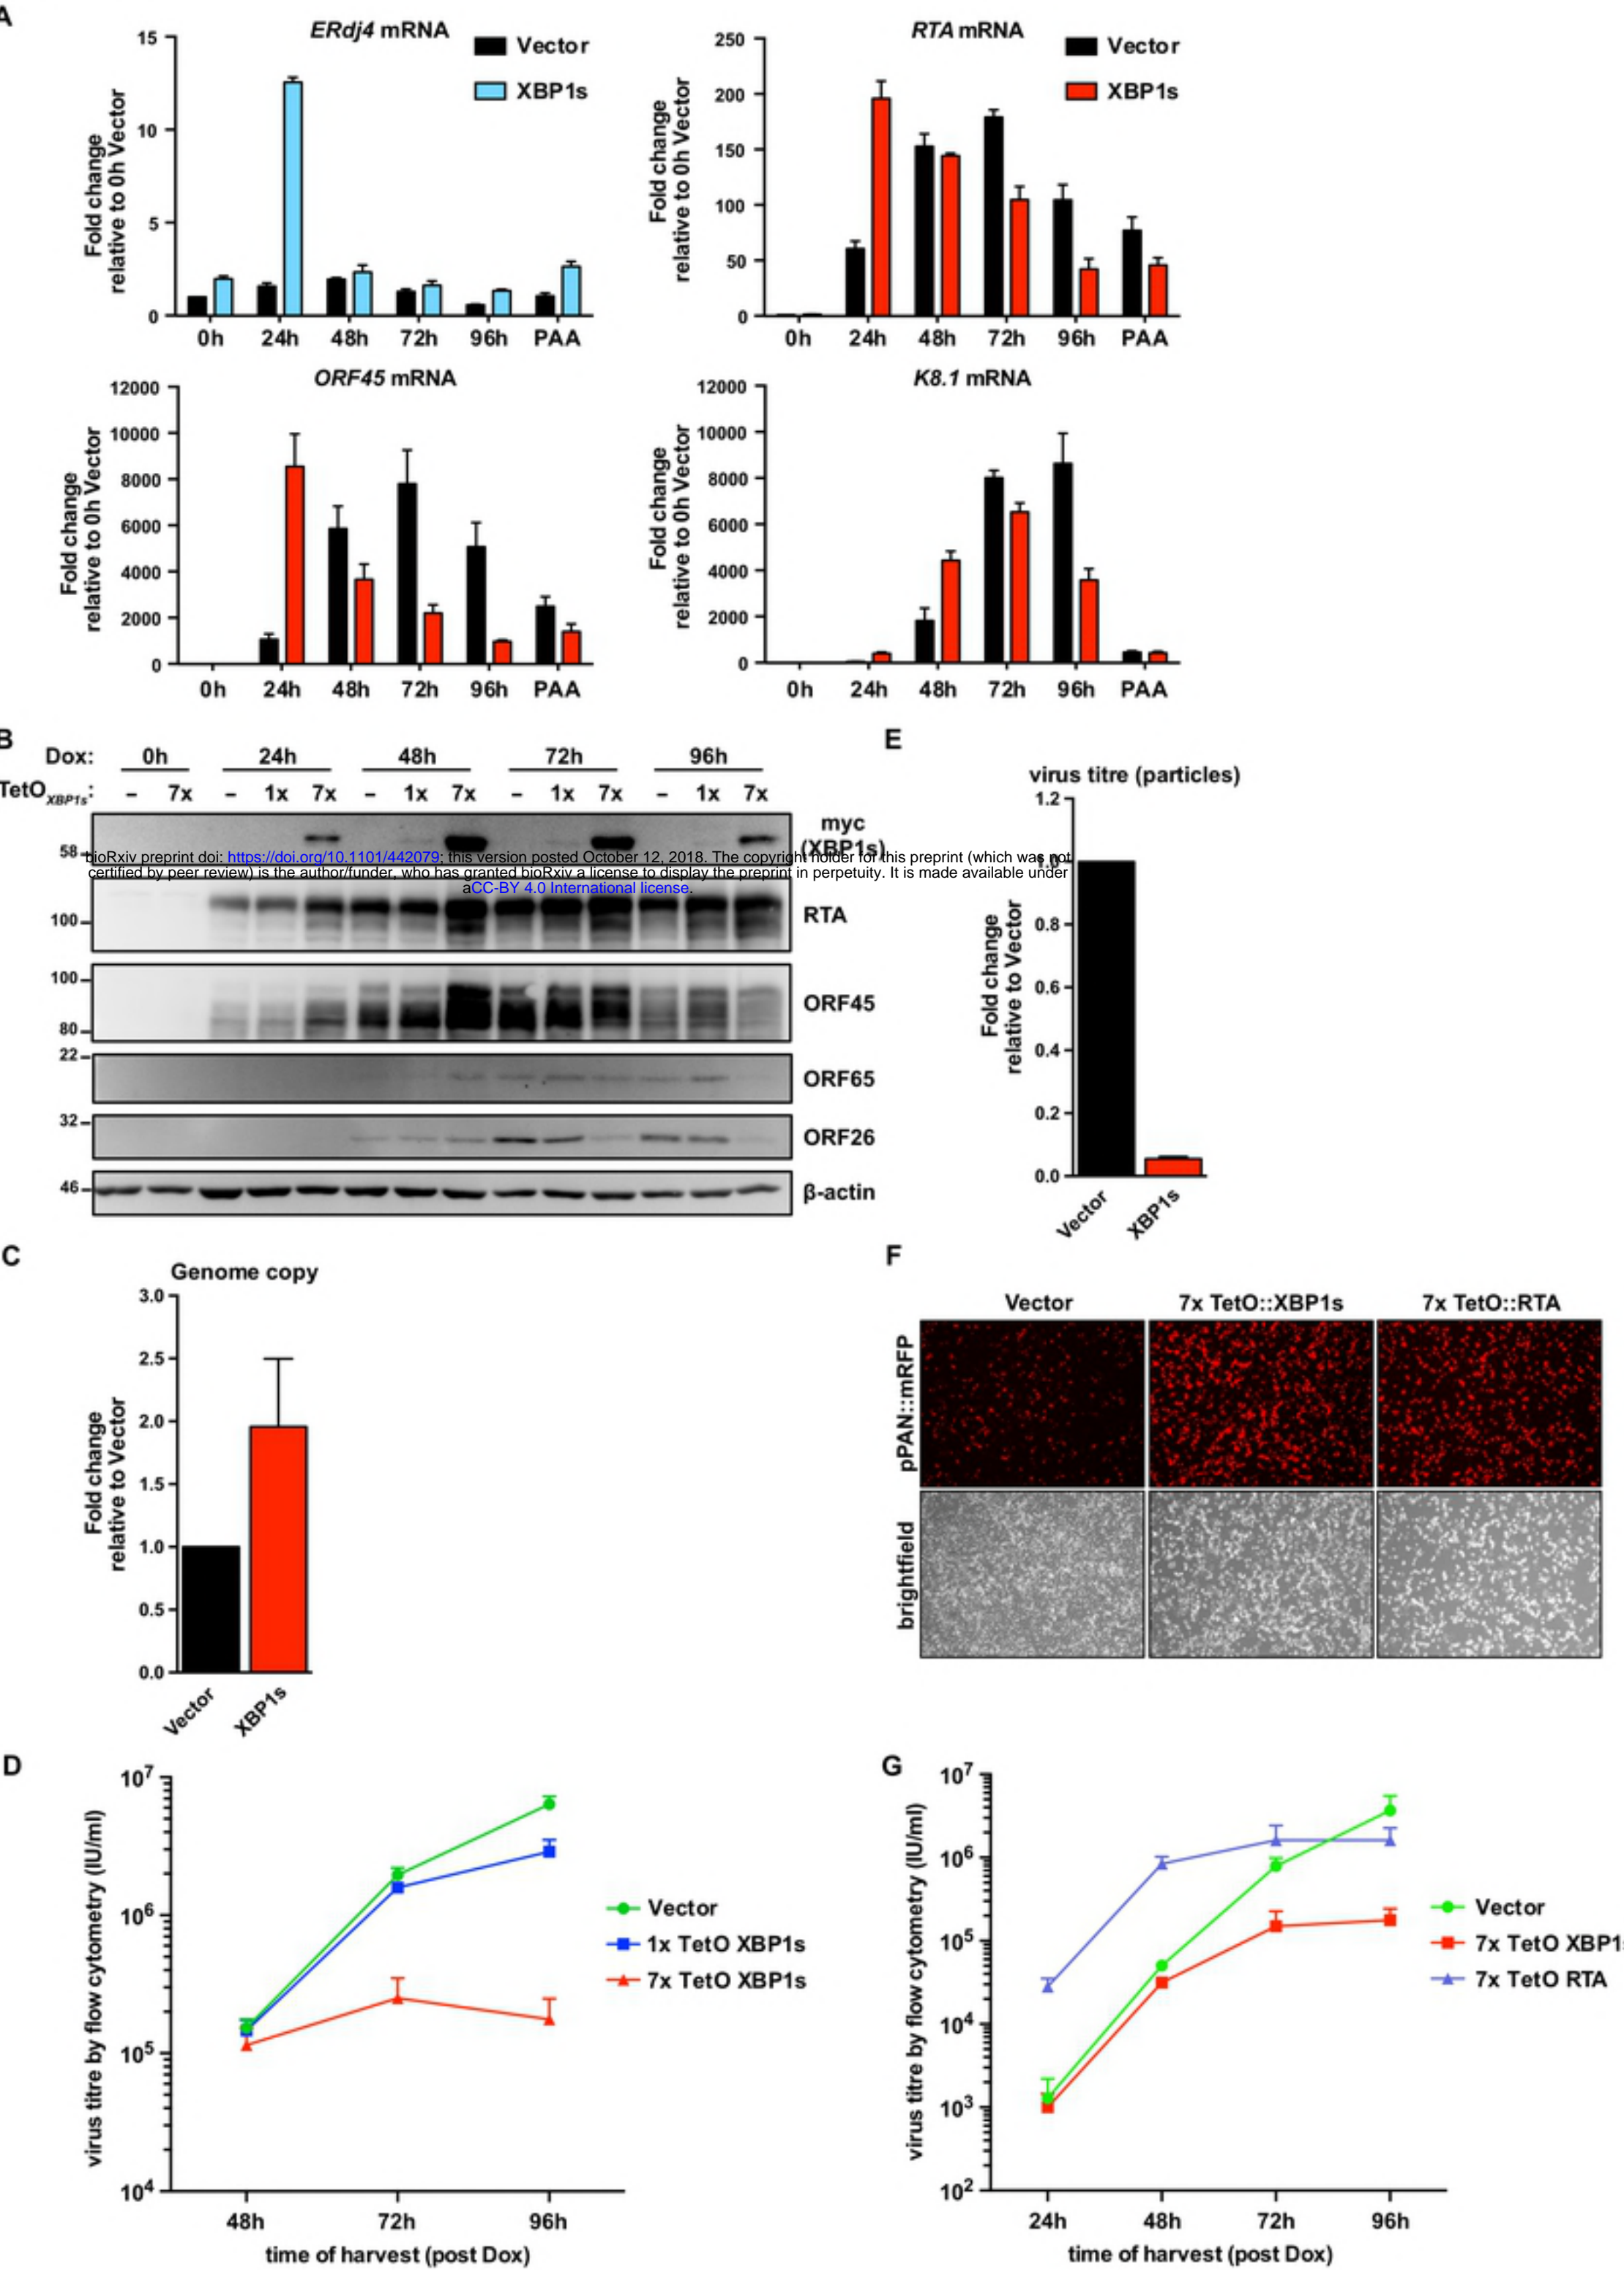 A
ERdj4 mRNA
Vector
XBP1s
Fold change
relative to 0h Vector
15
10
5
0
0h 24h 48h 72h 96h PAA
RTA mRNA
Vector
XBP1s
Fold change
relative to 0h Vector
250
200
150
100
50
0
0h 24h 48h 72h 96h PAA
ORF45 mRNA
Fold change
relative to 0h Vector
12000
10000
8000
6000
4000
2000
0
0h 24h 48h 72h 96h PAA
K8.1 mRNA
Fold change
relative to 0h Vector
12000
10000
8000
6000
4000
2000
0
0h 24h 48h 72h 96h PAA
B
Dox: 0h 24h 48h 72h 96h
TetOXBP1s: – 7x – 1x 7x – 1x 7x – 1x 7x – 1x 7x
58
myc
(XBP1s)
bioRxiv preprint doi: https://doi.org/10.1101/442079; this version posted October 12, 2018. The copyright holder for this preprint (which was not
certified by peer review) is the author/funder, who has granted bioRxiv a license to display the preprint in perpetuity. It is made available under
aCC-BY 4.0 International license.
100
RTA
100
80
ORF45
22
ORF65
32
ORF26
46
β-actin
E
virus titre (particles)
Fold change
relative to Vector
1.2
1.0
0.8
0.6
0.4
0.2
0.0
Vector
XBP1s
C
Genome copy
Fold change
relative to Vector
3.0
2.5
2.0
1.5
1.0
0.5
0.0
Vector
XBP1s
F
Vector 7x TetO::XBP1s 7x TetO::RTA
pPAN::mRFP
brightfield
D
virus titre by flow cytometry (IU/ml)
10⁷
10⁶
10⁵
10⁴
48h 72h 96h
time of harvest (post Dox)
Vector
1x TetO XBP1s
7x TetO XBP1s
G
virus titre by flow cytometry (IU/ml)
10⁷
10⁶
10⁵
10⁴
10³
10²
24h 48h 72h 96h
time of harvest (post Dox)
Vector
7x TetO XBP1s
7x TetO RTA